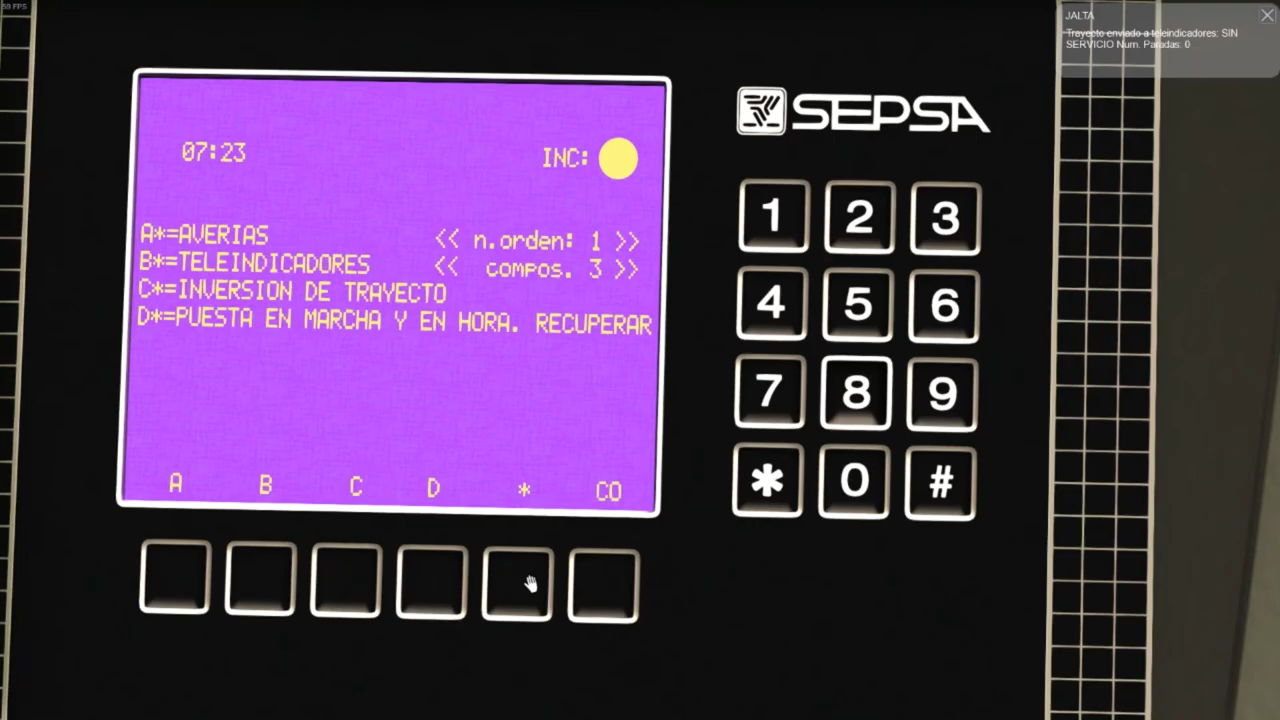 59 FPS
JALTA
Trayecto enviado a teleindicadores: SIN
SERVICIO Num. Paradas: 0
SEPSA
07:23
INC:
A*=AVERIAS << n.orden: 1 >>
B*=TELEINDICADORES << compos. 3 >>
C*=INVERSION DE TRAYECTO
D*=PUESTA EN MARCHA Y EN HORA. RECUPERAR
A B C D * CO
1 2 3
4 5 6
7 8 9
* 0 #